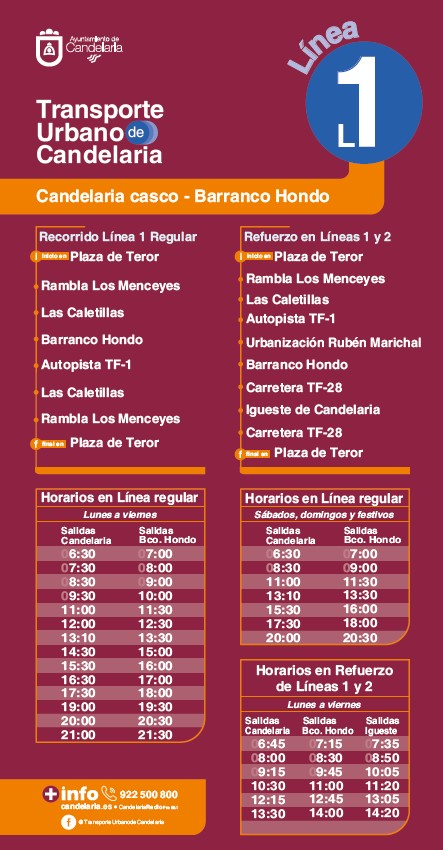 Ayuntamiento de
Candelaria
Línea
L1
Transporte
Urbano de
Candelaria
Candelaria casco - Barranco Hondo
Recorrido Línea 1 Regular
i inicio en Plaza de Teror
Rambla Los Menceyes
Las Caletillas
Barranco Hondo
Autopista TF-1
Las Caletillas
Rambla Los Menceyes
f final en Plaza de Teror
Refuerzo en Líneas 1 y 2
i inicio en Plaza de Teror
Rambla Los Menceyes
Las Caletillas
Autopista TF-1
Urbanización Rubén Marichal
Barranco Hondo
Carretera TF-28
Igueste de Candelaria
Carretera TF-28
f final en Plaza de Teror
Horarios en Línea regular
Lunes a viernes
Salidas Candelaria
Salidas Bco. Hondo
06:30 07:00
07:30 08:00
08:30 09:00
09:30 10:00
11:00 11:30
12:00 12:30
13:10 13:30
14:30 15:00
15:30 16:00
16:30 17:00
17:30 18:00
19:00 19:30
20:00 20:30
21:00 21:30
Horarios en Línea regular
Sábados, domingos y festivos
Salidas Candelaria
Salidas Bco. Hondo
06:30 07:00
08:30 09:00
11:00 11:30
13:10 13:30
15:30 16:00
17:30 18:00
20:00 20:30
Horarios en Refuerzo
de Líneas 1 y 2
Lunes a viernes
Salidas Candelaria
Salidas Bco. Hondo
Salidas Igueste
06:45 07:15 07:35
08:00 08:30 08:50
09:15 09:45 10:05
10:30 11:00 11:20
12:15 12:45 13:05
13:30 14:00 14:20
+info 922 500 800
candelaria.es • CandelariaRadio
f @TransporteUrbanodeCandelaria